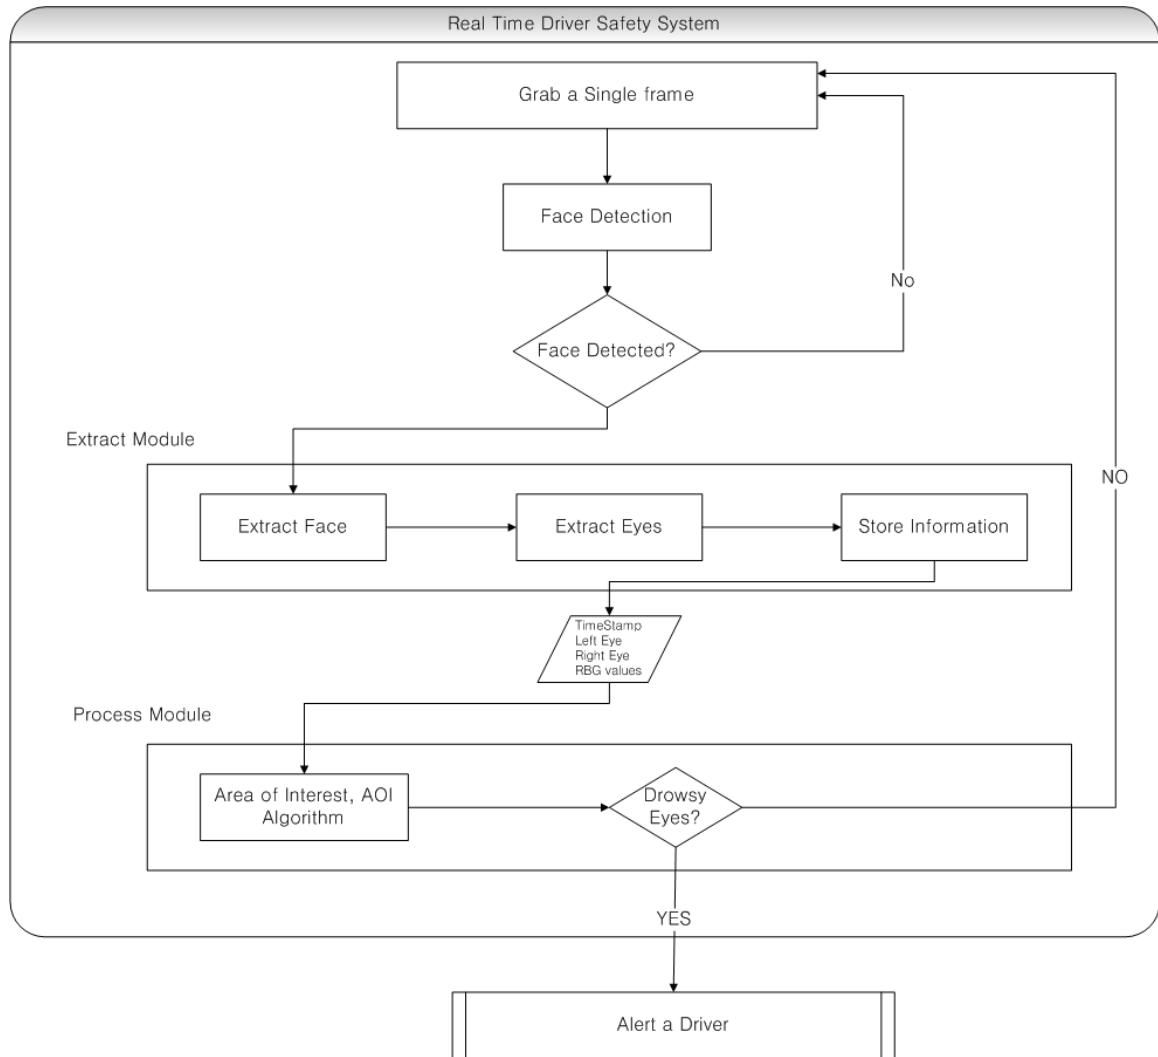 Real Time Driver Safety System
Grab a Single frame
Face Detection
No
Face Detected?
Extract Module
NO
Extract Face
Extract Eyes
Store Information
TimeStamp
Left Eye
Right Eye
RBG values
Process Module
Area of Interest, AOI
Algorithm
Drowsy
Eyes?
YES
Alert a Driver